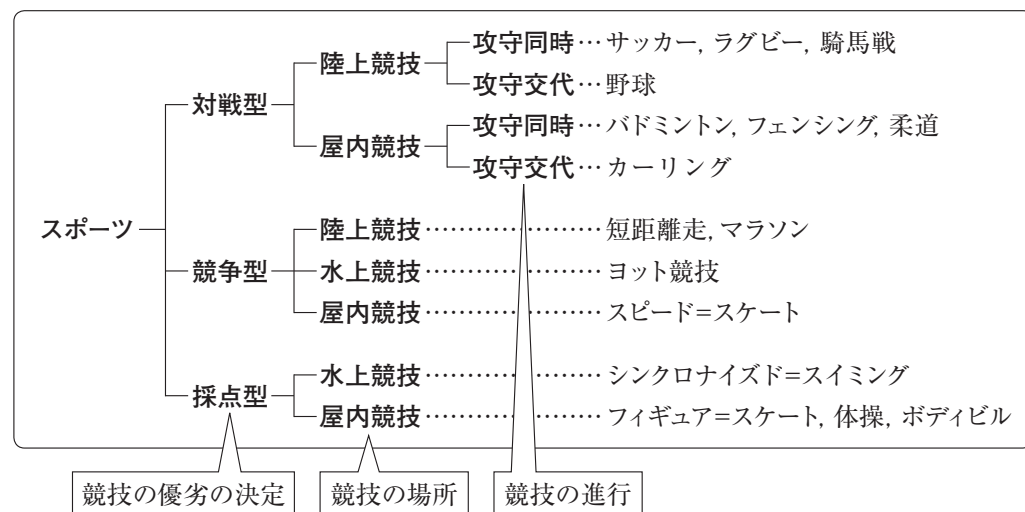 陸上競技 攻守同時…サッカー, ラグビー, 騎馬戦
攻守交代…野球
対戦型
屋内競技 攻守同時…バドミントン, フェンシング, 柔道
攻守交代…カーリング
スポーツ
陸上競技…………………短距離走, マラソン
競争型 水上競技…………………ヨット競技
屋内競技…………………スピード=スケート
採点型
水上競技…………………シンクロナイズド=スイミング
屋内競技…………………フィギュア=スケート, 体操, ボディビル
競技の優劣の決定 競技の場所 競技の進行